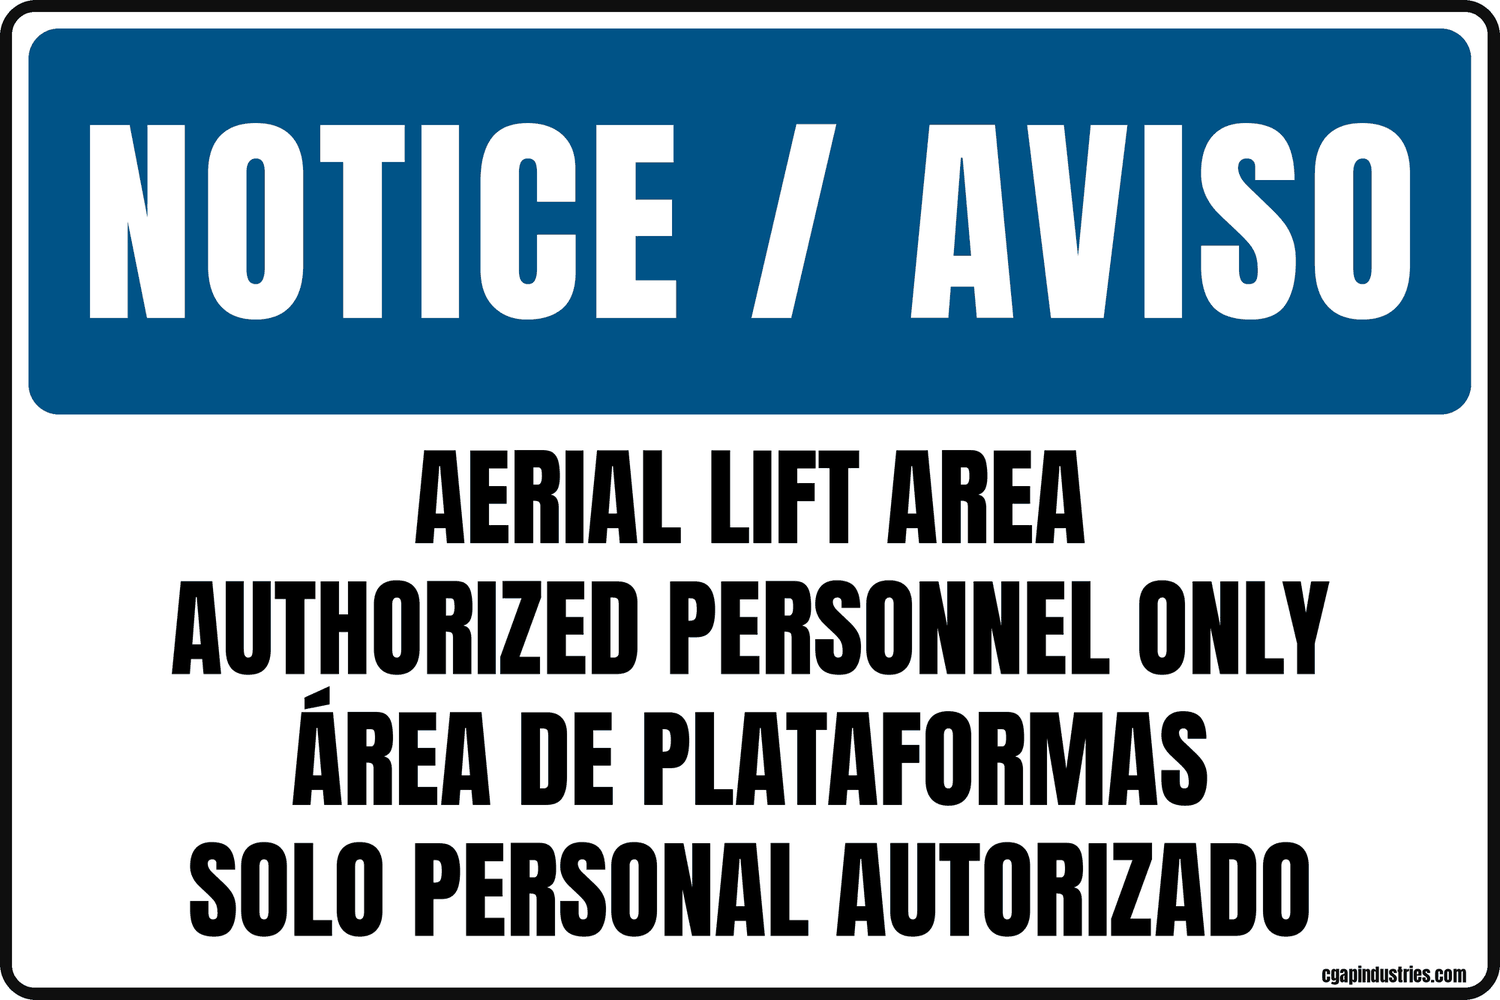 NOTICE / AVISO
AERIAL LIFT AREA
AUTHORIZED PERSONNEL ONLY
ÁREA DE PLATAFORMAS
SOLO PERSONAL AUTORIZADO
cgapindustries.com